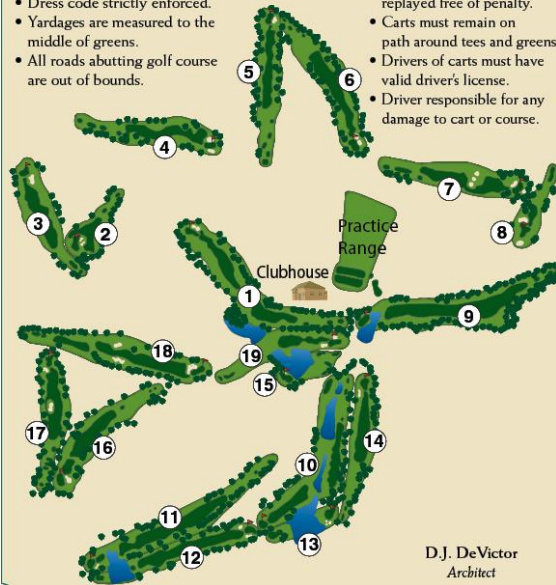 • Dress code strictly enforced.
• Yardages are measured to the
middle of greens.
• All roads abutting golf course
are out of bounds.
replayed free of penalty.
• Carts must remain on
path around tees and greens
• Drivers of carts must have
valid driver's license.
• Driver responsible for any
damage to cart or course.
5
6
4
7
3
2
8
Practice
Range
Clubhouse
1
9
18
19
15
17
16
14
10
11
12
13
D.J. DeVictor
Architect